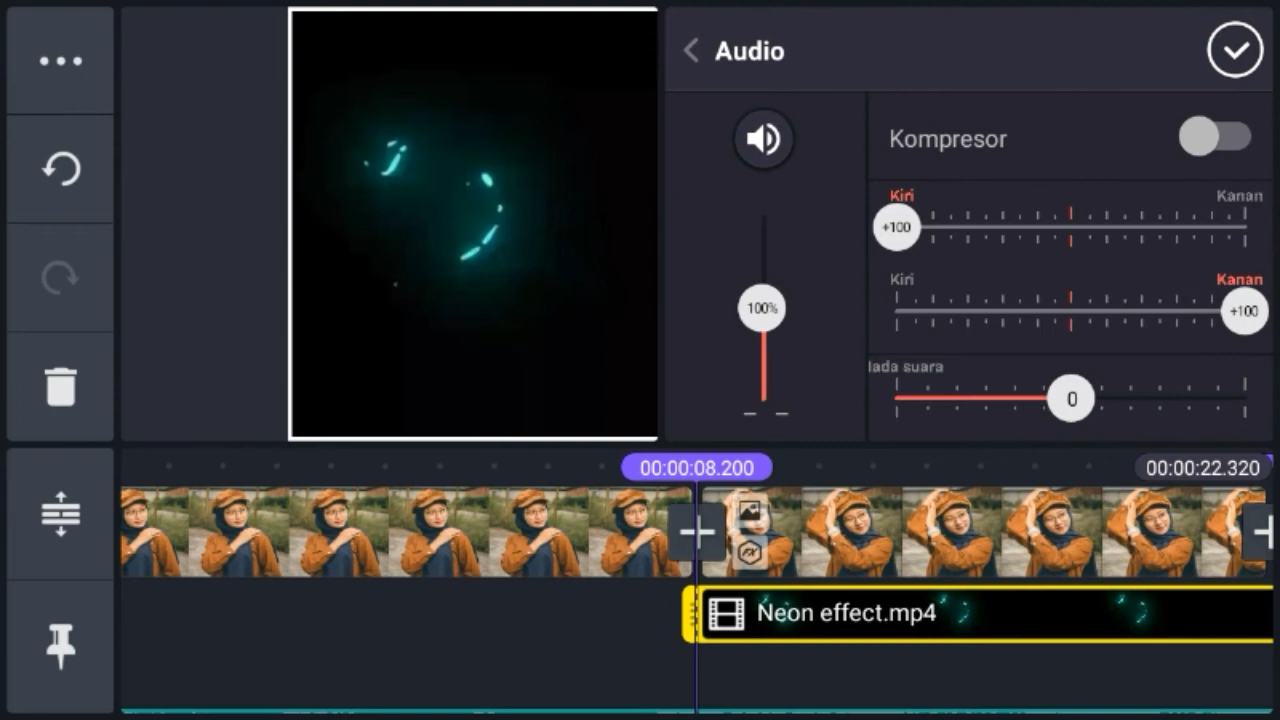 Audio
Kompresor
Kiri
Kanan
+100
Kiri
Kanan
+100
100%
lada suara
0
00:00:08.200
00:00:22.320
FX
Neon effect.mp4